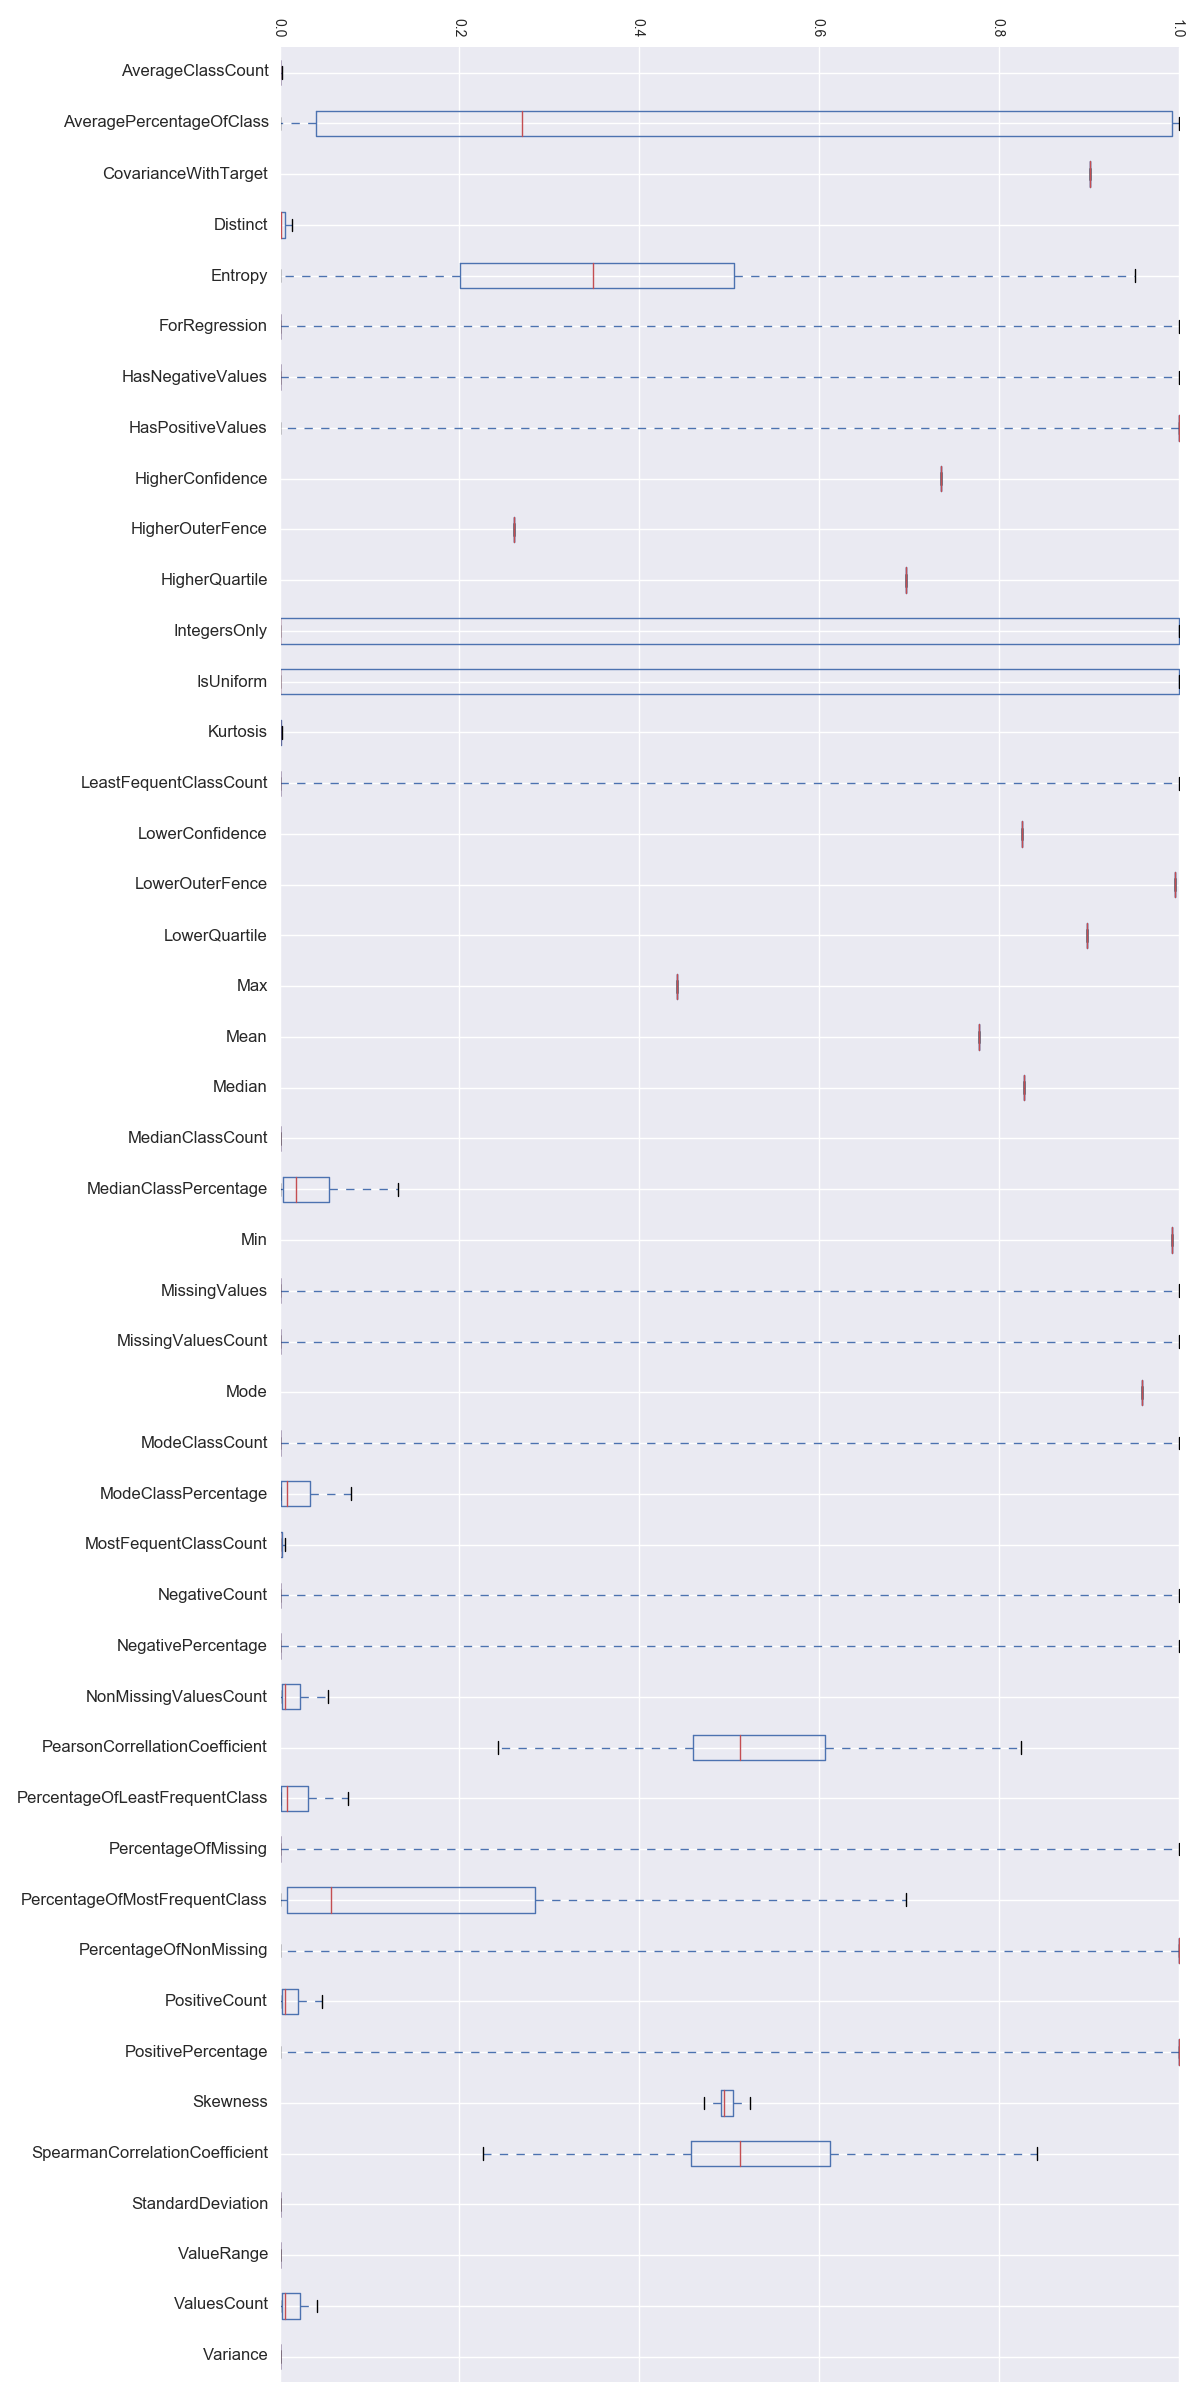 0.0 0.2 0.4 0.6 0.8 1.0
AverageClassCount
AveragePercentageOfClass
CovarianceWithTarget
Distinct
Entropy
ForRegression
HasNegativeValues
HasPositiveValues
HigherConfidence
HigherOuterFence
HigherQuartile
IntegersOnly
IsUniform
Kurtosis
LeastFequentClassCount
LowerConfidence
LowerOuterFence
LowerQuartile
Max
Mean
Median
MedianClassCount
MedianClassPercentage
Min
MissingValues
MissingValuesCount
Mode
ModeClassCount
ModeClassPercentage
MostFequentClassCount
NegativeCount
NegativePercentage
NonMissingValuesCount
PearsonCorrellationCoefficient
PercentageOfLeastFrequentClass
PercentageOfMissing
PercentageOfMostFrequentClass
PercentageOfNonMissing
PositiveCount
PositivePercentage
Skewness
SpearmanCorrelationCoefficient
StandardDeviation
ValueRange
ValuesCount
Variance